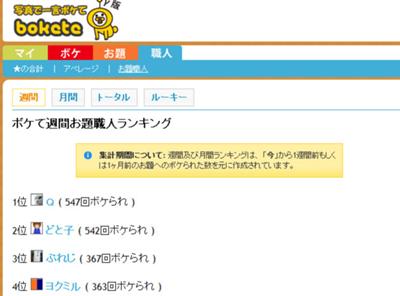 写真で一言ボケて
bokete
マイ ボケ お題 職人
★の合計 | アベレージ | お題職人
週間 月間 トータル ルーキー
ボケて週間お題職人ランキング
集計期間について: 週間及び月間ランキングは、「今」から1週間前もしく
は1ヶ月前のお題へのボケられた数を元に作成されています。
1位 Q ( 547回ボケられ )
2位 どと子 ( 542回ボケられ )
3位 ぷれじ ( 367回ボケられ )
4位 ヨクミル ( 363回ボケられ )